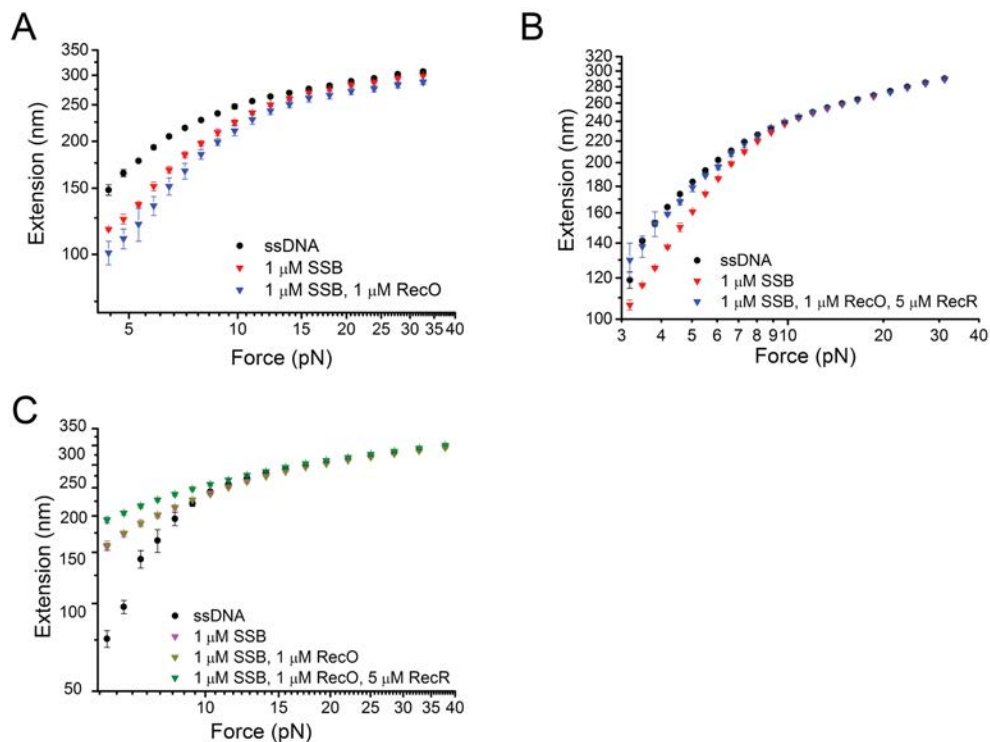 A
350
300
250
200
150
100
Extension (nm)
ssDNA
1 μM SSB
1 μM SSB, 1 μM RecO
5 10 15 20 25 30 35 40
Force (pN)
B
320
300
280
260
240
220
200
180
160
140
120
100
Extension (nm)
ssDNA
1 μM SSB
1 μM SSB, 1 μM RecO, 5 μM RecR
3 4 5 6 7 8 9 10 20 30 40
Force (pN)
C
350
300
250
200
150
100
50
Extension (nm)
ssDNA
1 μM SSB
1 μM SSB, 1 μM RecO
1 μM SSB, 1 μM RecO, 5 μM RecR
10 15 20 25 30 35 40
Force (pN)